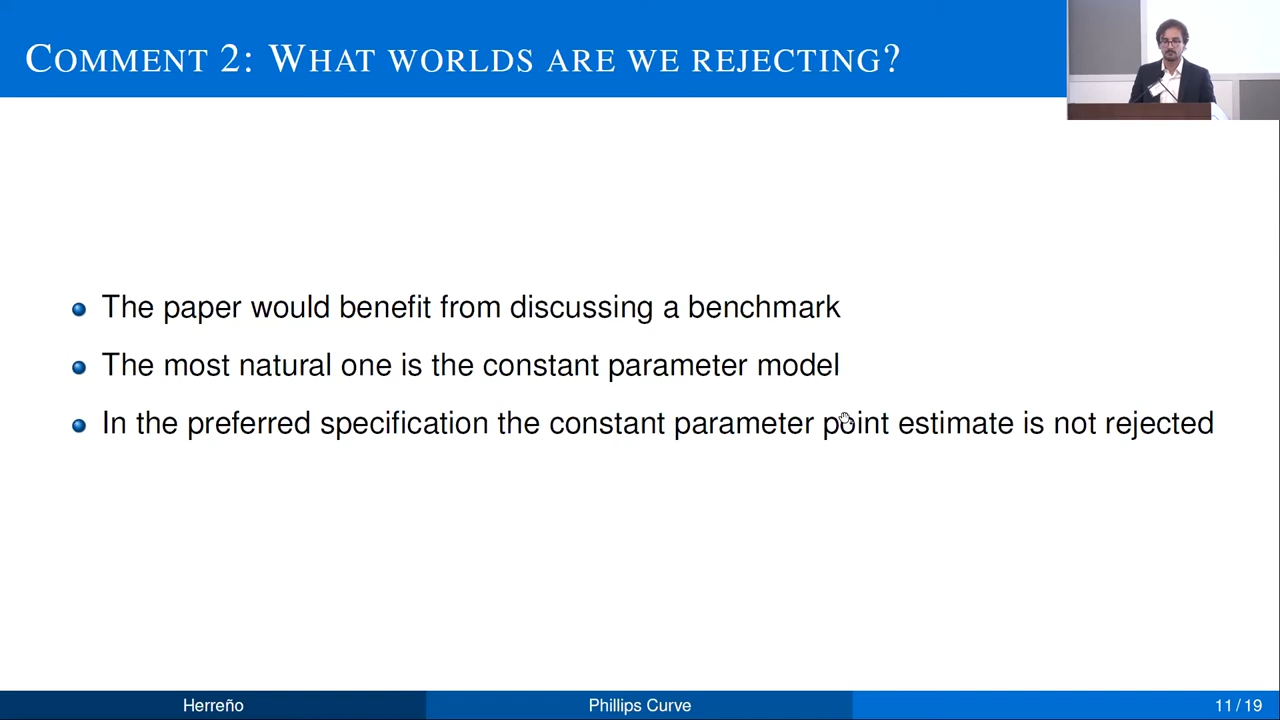 COMMENT 2: WHAT WORLDS ARE WE REJECTING?
The paper would benefit from discussing a benchmark
The most natural one is the constant parameter model
In the preferred specification the constant parameter point estimate is not rejected
Herreño
Phillips Curve
11 / 19